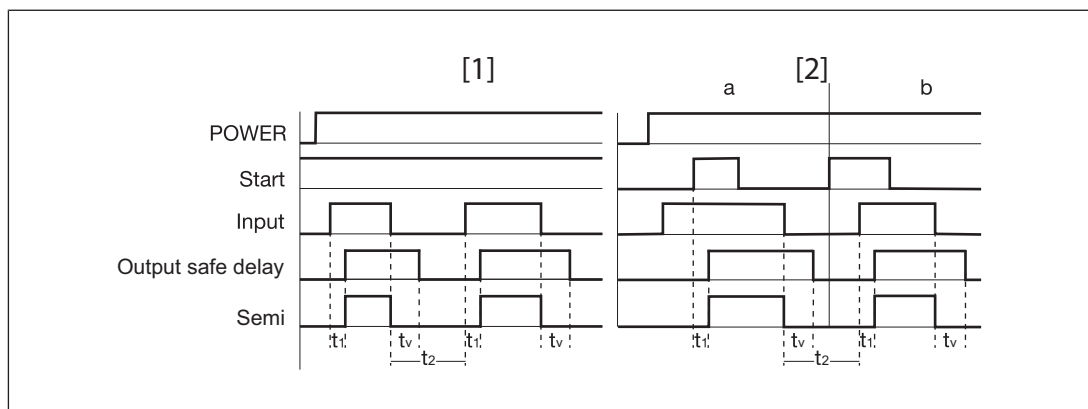 [1] [2]
a b
POWER
Start
Input
Output safe delay
Semi
t1 tv t1 tv t1 tv t1 tv
t2 t2